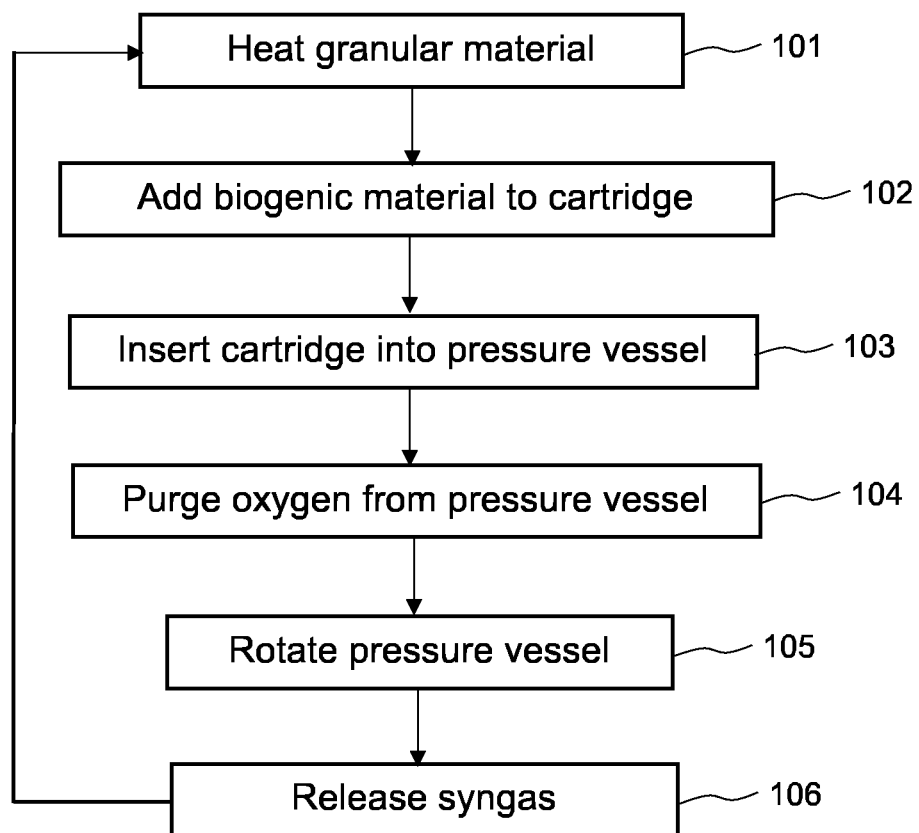 Heat granular material 101
Add biogenic material to cartridge 102
Insert cartridge into pressure vessel 103
Purge oxygen from pressure vessel 104
Rotate pressure vessel 105
Release syngas 106